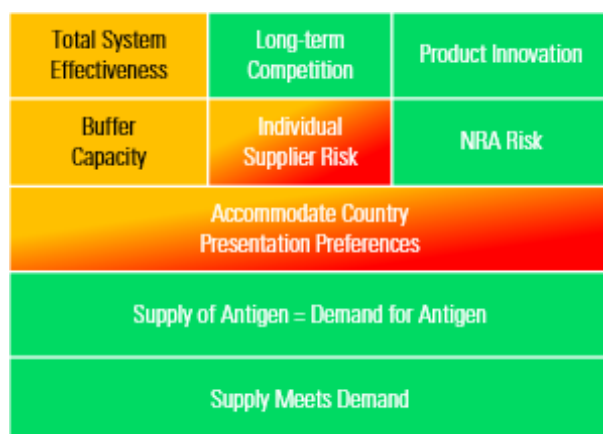 Total System
Effectiveness
Long-term
Competition
Product Innovation
Buffer
Capacity
Individual
Supplier Risk
NRA Risk
Accommodate Country
Presentation Preferences
Supply of Antigen = Demand for Antigen
Supply Meets Demand